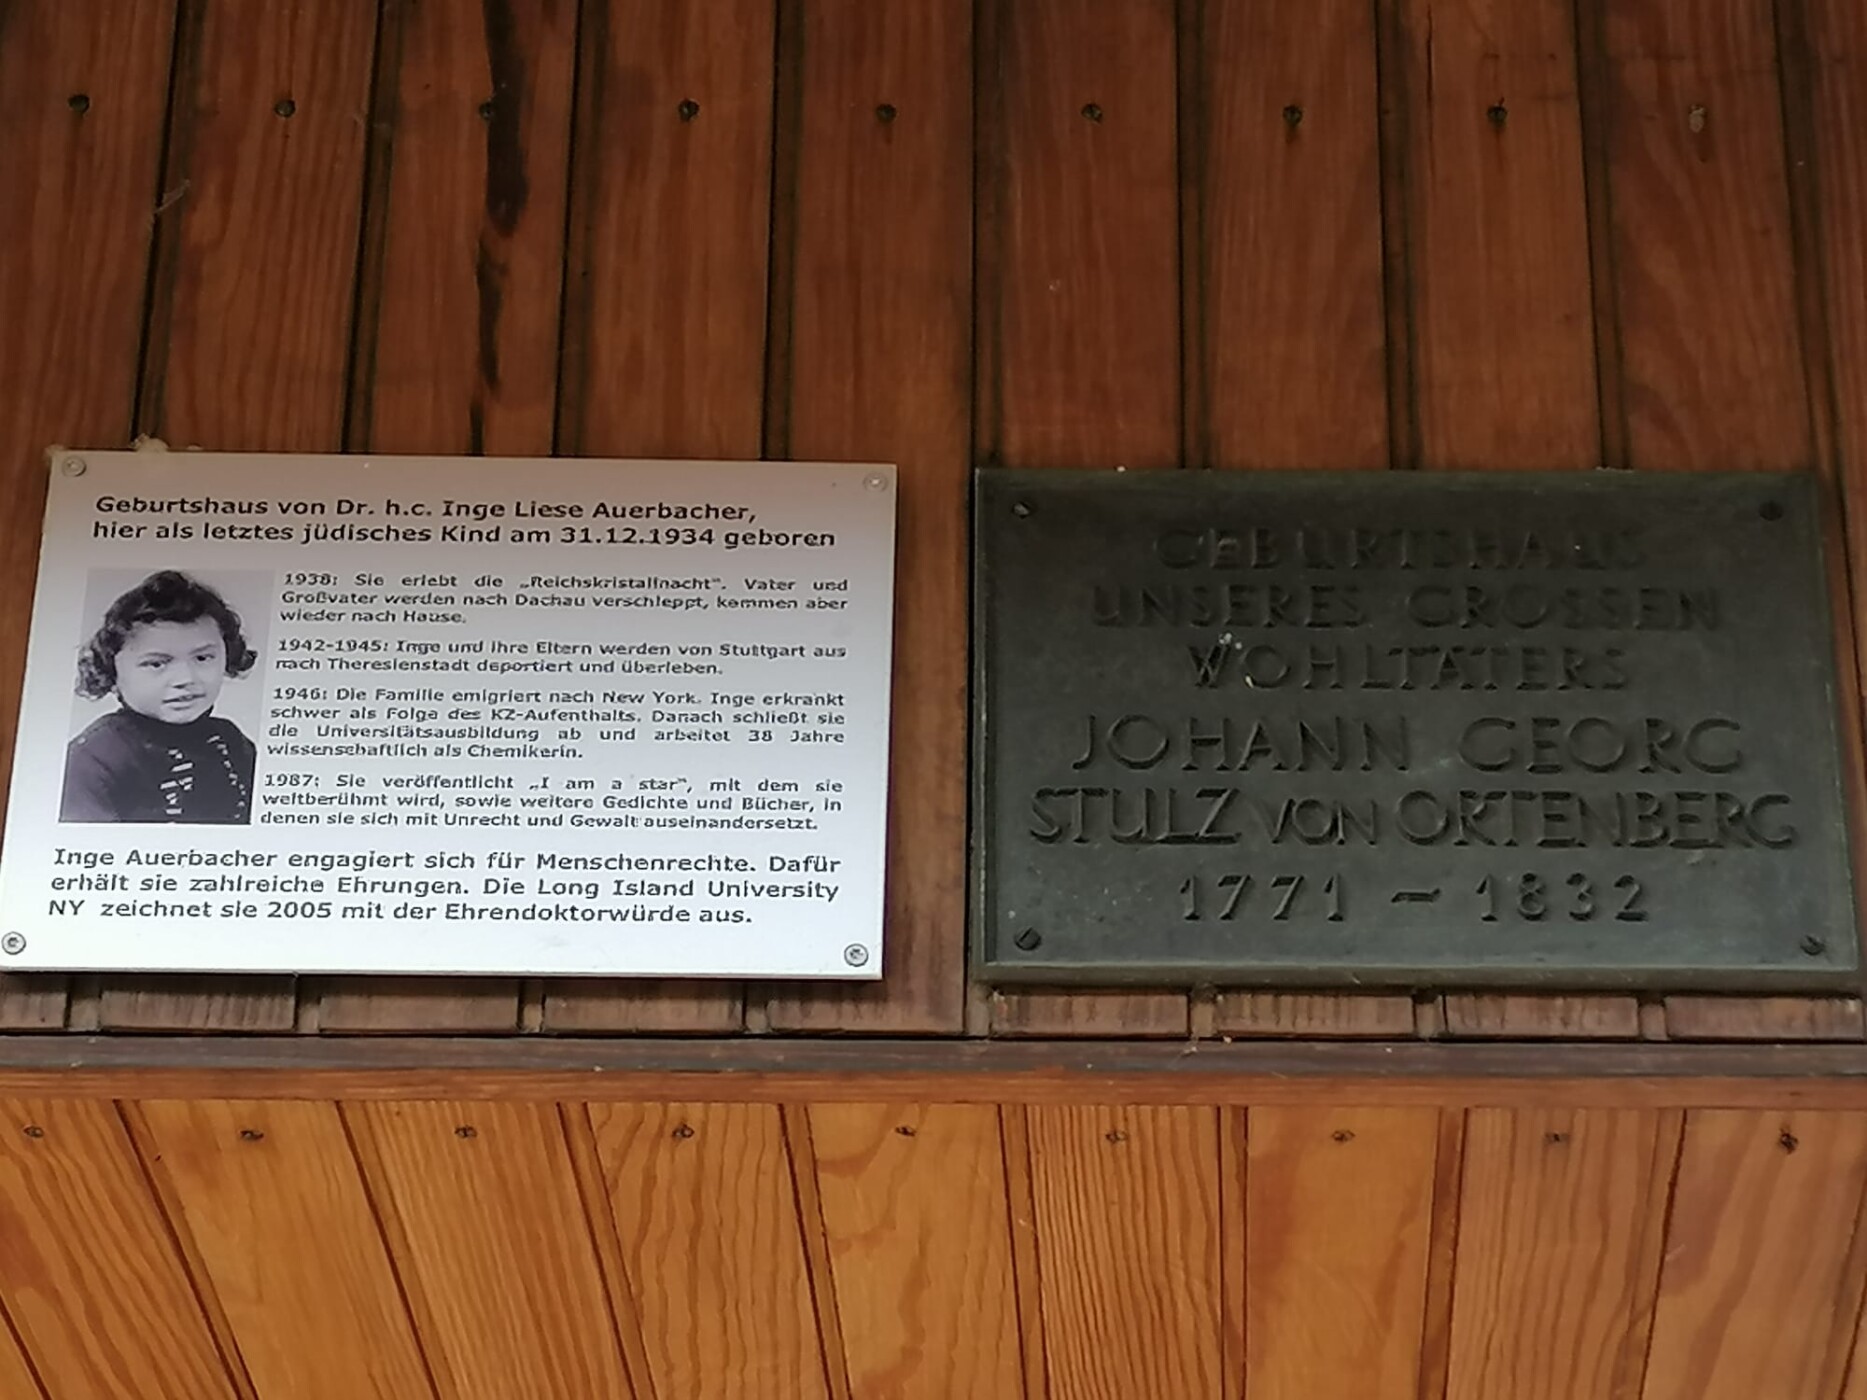 Geburtshaus von Dr. h.c. Inge Liese Auerbacher,
hier als letztes jüdisches Kind am 31.12.1934 geboren
1938: Sie erlebt die „Reichskristallnacht“. Vater und
Großvater werden nach Dachau verschleppt, kommen aber
wieder nach Hause.
1942-1945: Inge und ihre Eltern werden von Stuttgart aus
nach Theresienstadt deportiert und überleben.
1946: Die Familie emigriert nach New York. Inge erkrankt
schwer als Folge des KZ-Aufenthalts. Danach schließt sie
die Universitätsausbildung ab und arbeitet 38 Jahre
wissenschaftlich als Chemikerin.
1987: Sie veröffentlicht „I am a star“, mit dem sie
weltberühmt wird, sowie weitere Gedichte und Bücher, in
denen sie sich mit Unrecht und Gewalt auseinandersetzt.
Inge Auerbacher engagiert sich für Menschenrechte. Dafür
erhält sie zahlreiche Ehrungen. Die Long Island University
NY zeichnet sie 2005 mit der Ehrendoktorwürde aus.
GEBURTSHAUS
UNSERES GROSSEN
WOHLTÄTERS
JOHANN GEORG
STULZ VON ORTENBERG
1771 - 1832